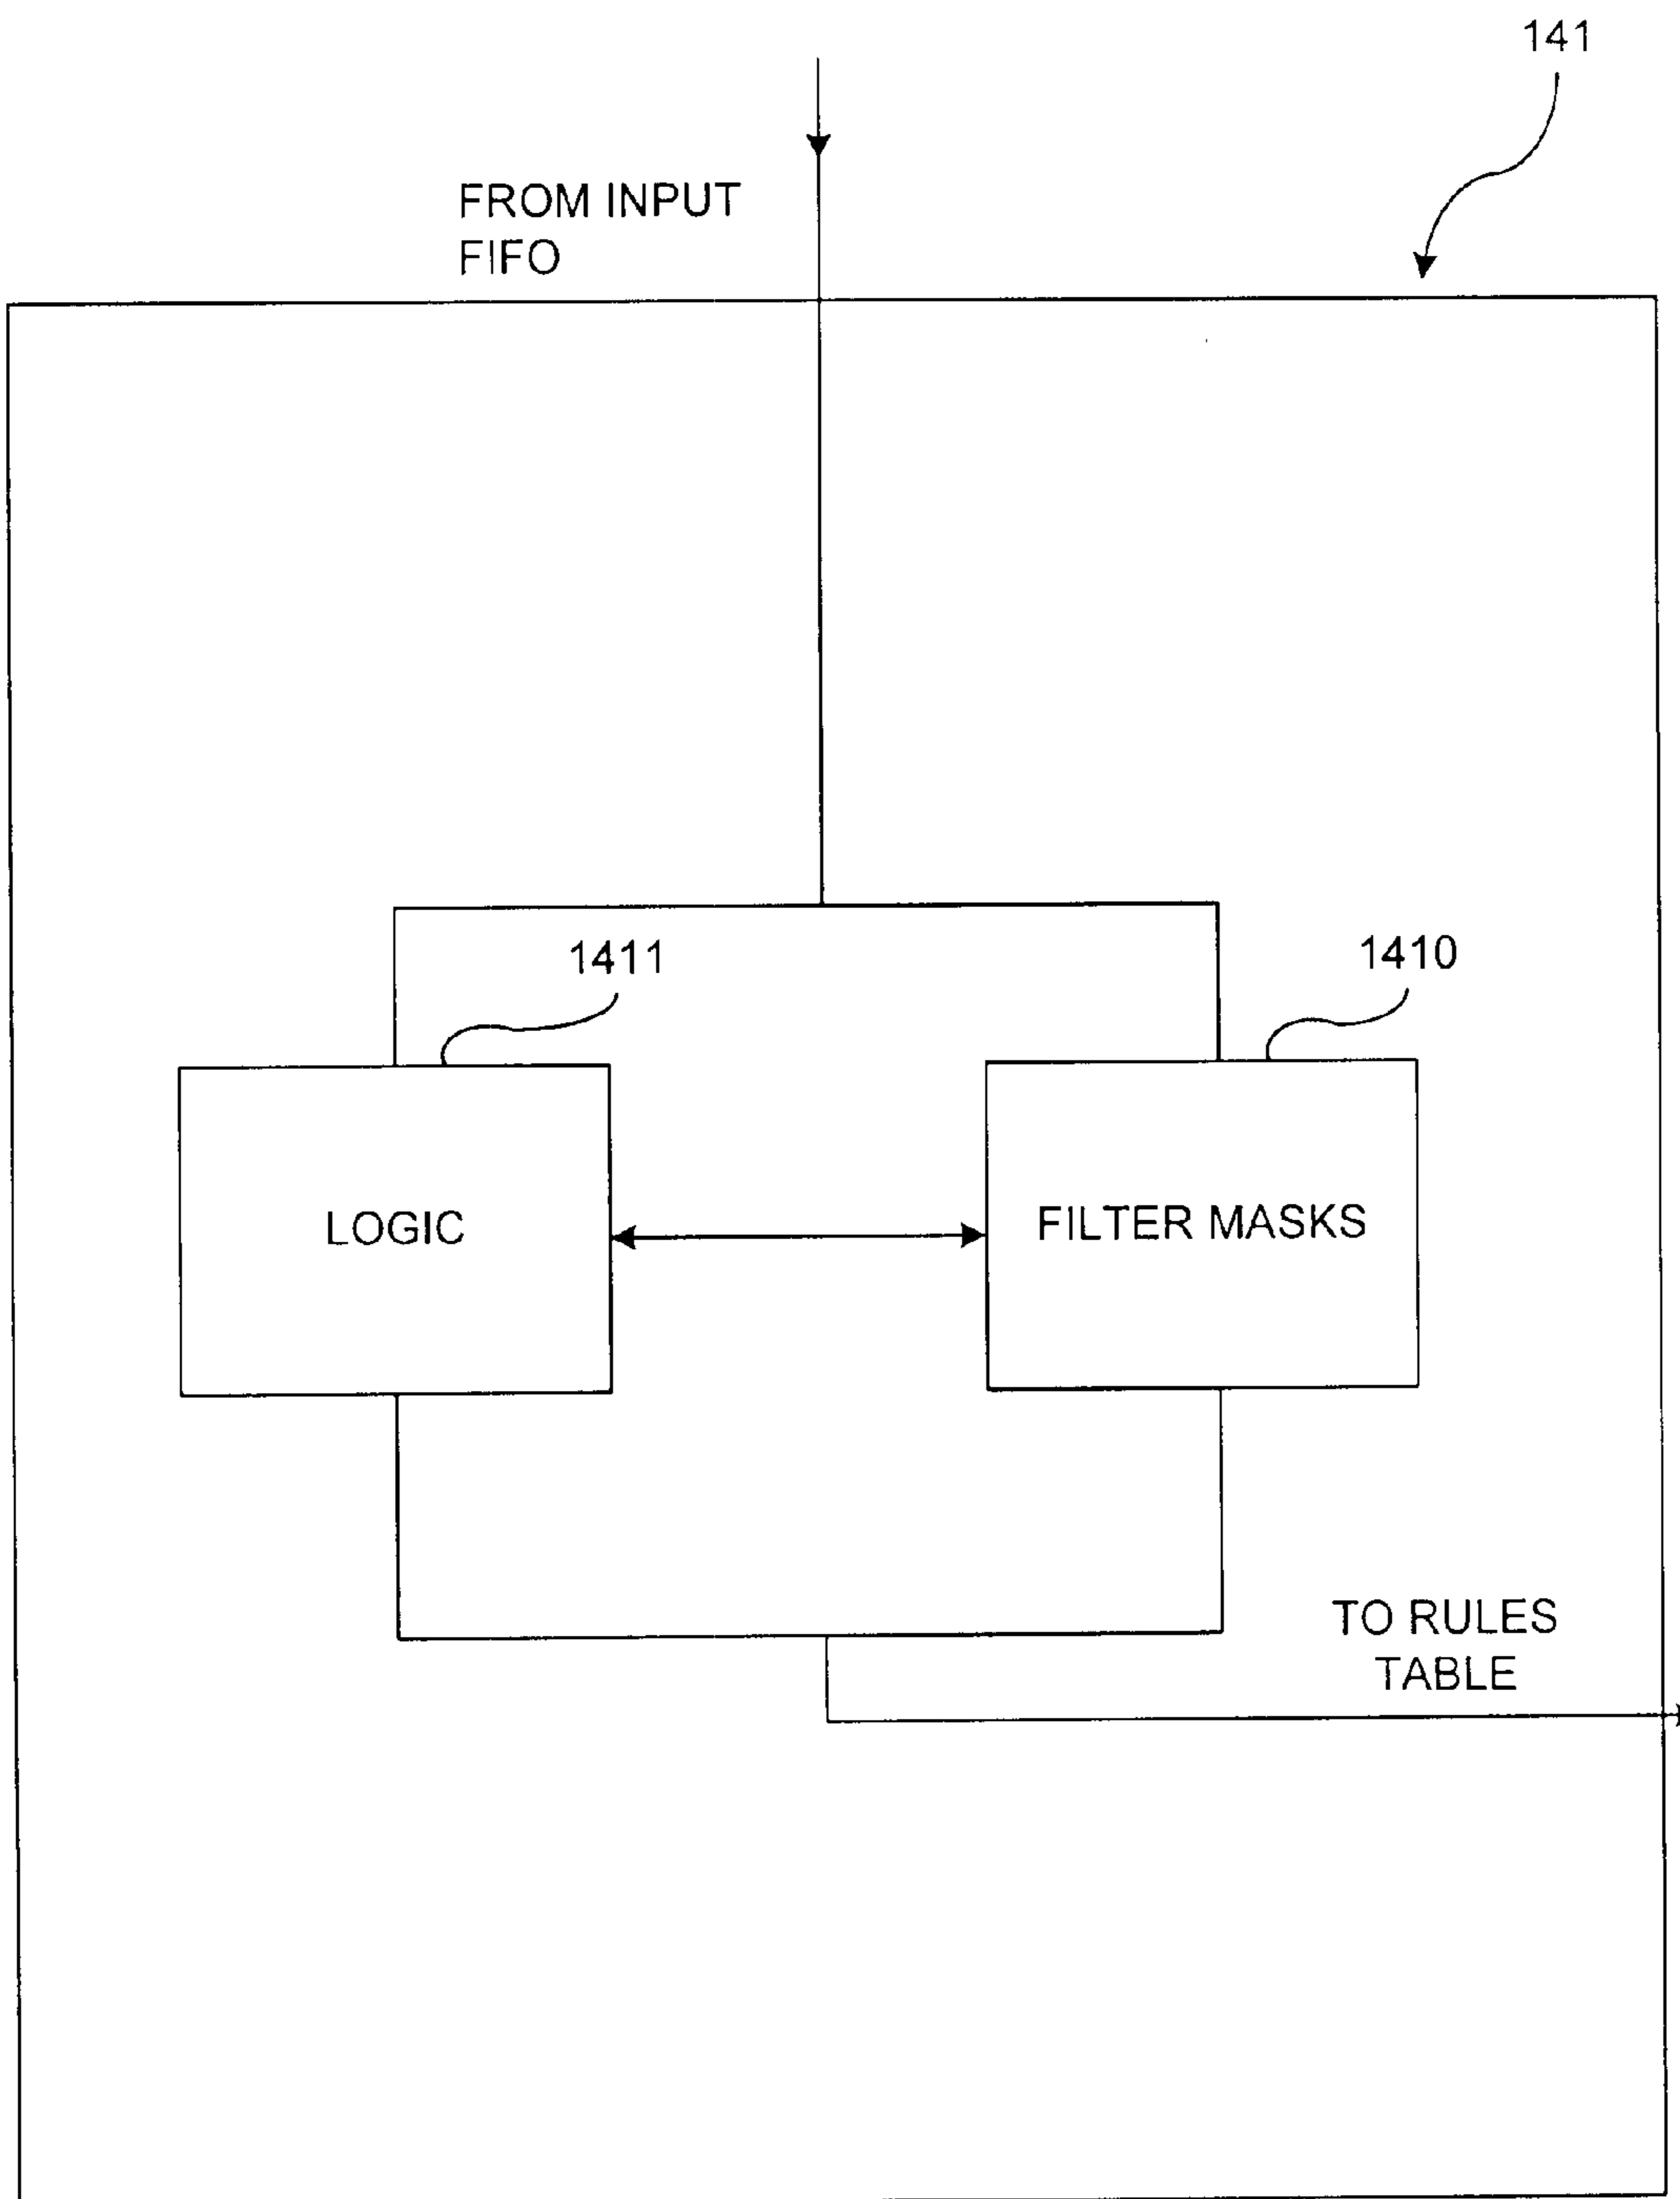 141
FROM INPUT
FIFO
1411
1410
LOGIC
FILTER MASKS
TO RULES
TABLE